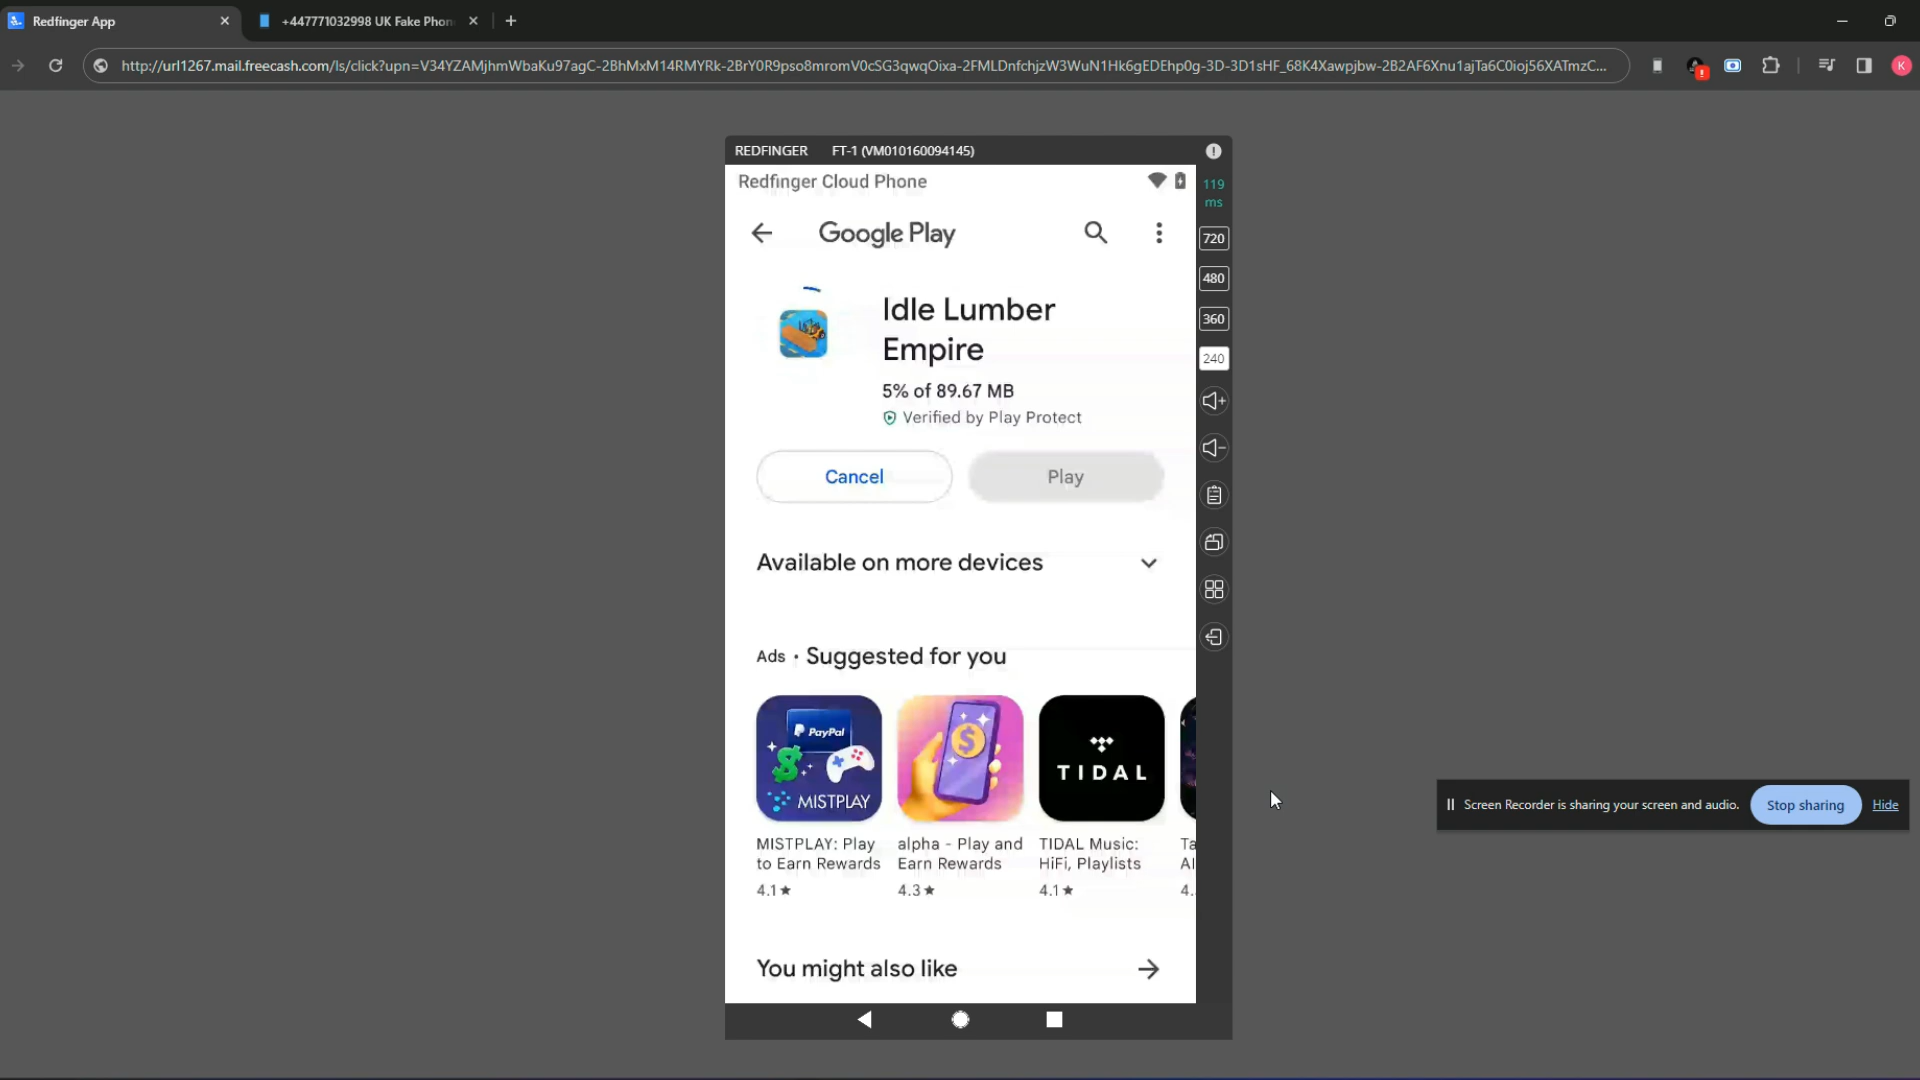 Redfinger App
+447771032998 UK Fake Phon
http://url1267.mail.freecash.com/ls/click?upn=V34YZAMjhmWbaKu97agC-2BhMxM14RMYRk-2BrY0R9pso8mromV0cSG3qwqOixa-2FMLDnfchjzW3WuN1Hk6gEDEhp0g-3D-3D1sHF_68K4Xawpjbw-2B2AF6Xnu1ajTa6C0ioj56XATmzC...
K
REDFINGER FT-1 (VM010160094145)
Redfinger Cloud Phone
119
ms
Google Play
720
480
360
240
Idle Lumber
Empire
5% of 89.67 MB
Verified by Play Protect
Cancel
Play
Available on more devices
Ads • Suggested for you
PayPal
MISTPLAY
TIDAL
MISTPLAY: Play
to Earn Rewards
4.1★
alpha - Play and
Earn Rewards
4.3★
TIDAL Music:
HiFi, Playlists
4.1★
Ta
AI
4.
You might also like
Screen Recorder is sharing your screen and audio.
Stop sharing
Hide